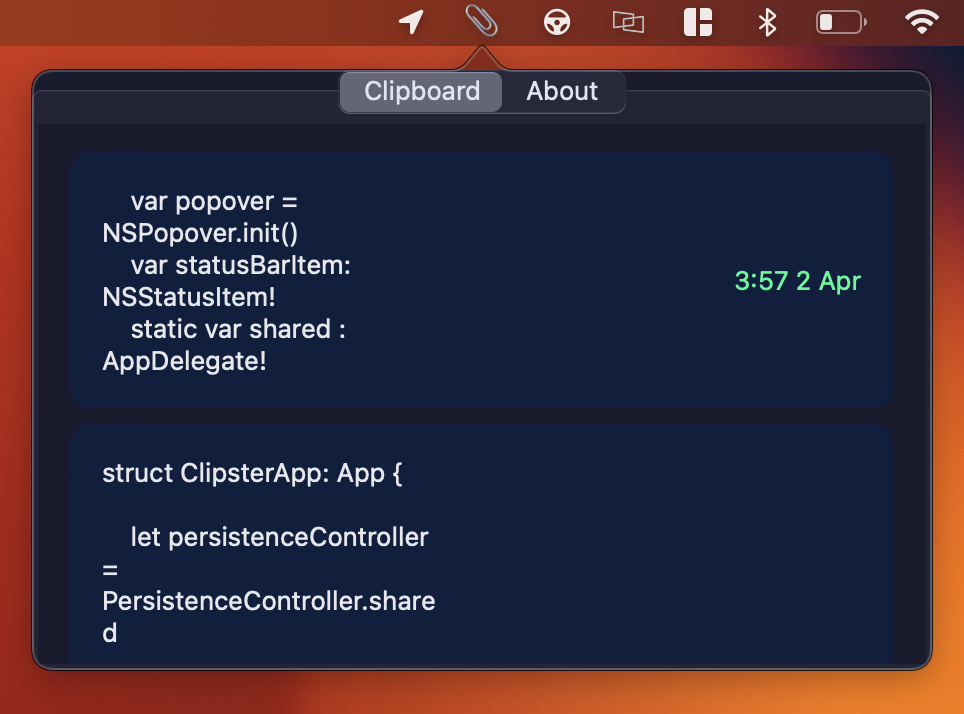 Clipboard About
var popover =
NSPopover.init()
var statusBarItem:
NSStatusItem!
static var shared :
AppDelegate!
3:57 2 Apr
struct ClipsterApp: App {
let persistenceController
=
PersistenceController.share
d